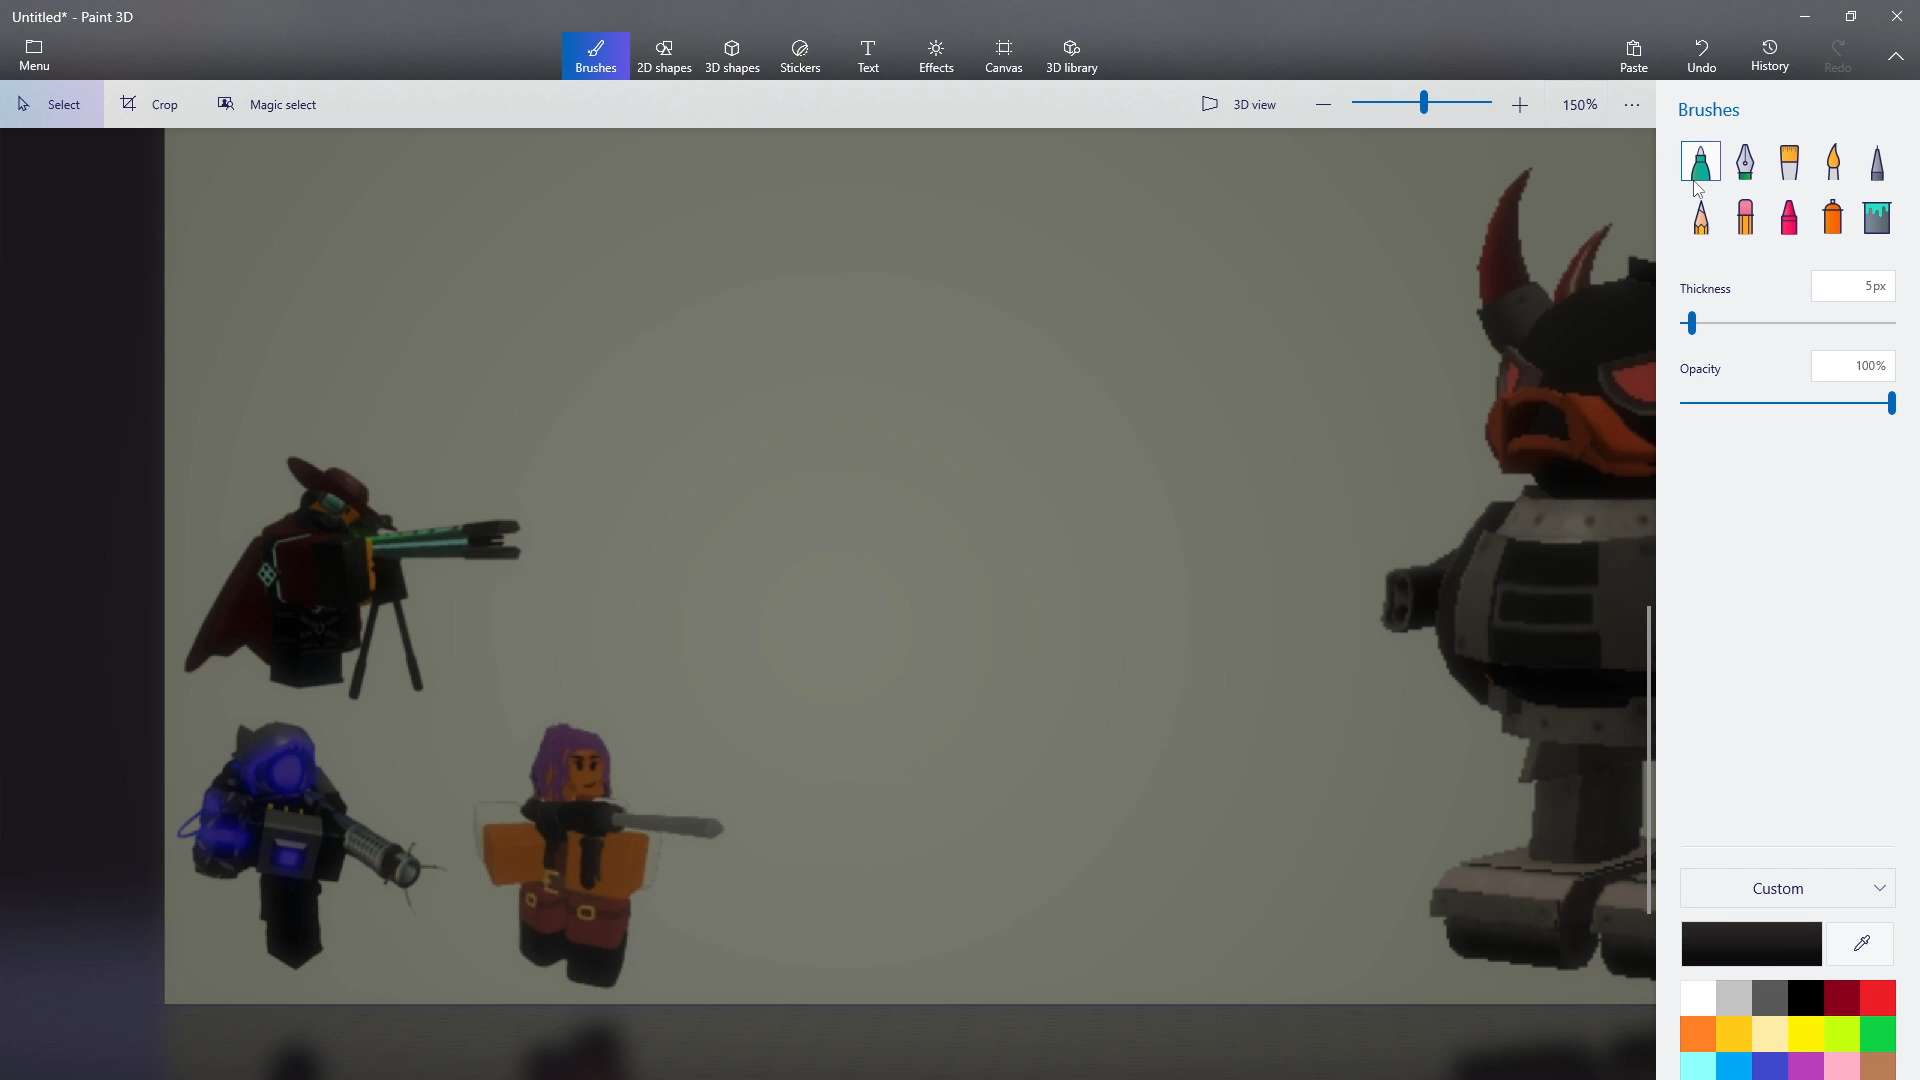 Untitled* - Paint 3D
Menu
Brushes
2D shapes
3D shapes
Stickers
Text
Effects
Canvas
3D library
Paste
Undo
History
Redo
Select
Crop
Magic select
3D view
150%
Brushes
Thickness
5px
Opacity
100%
Custom